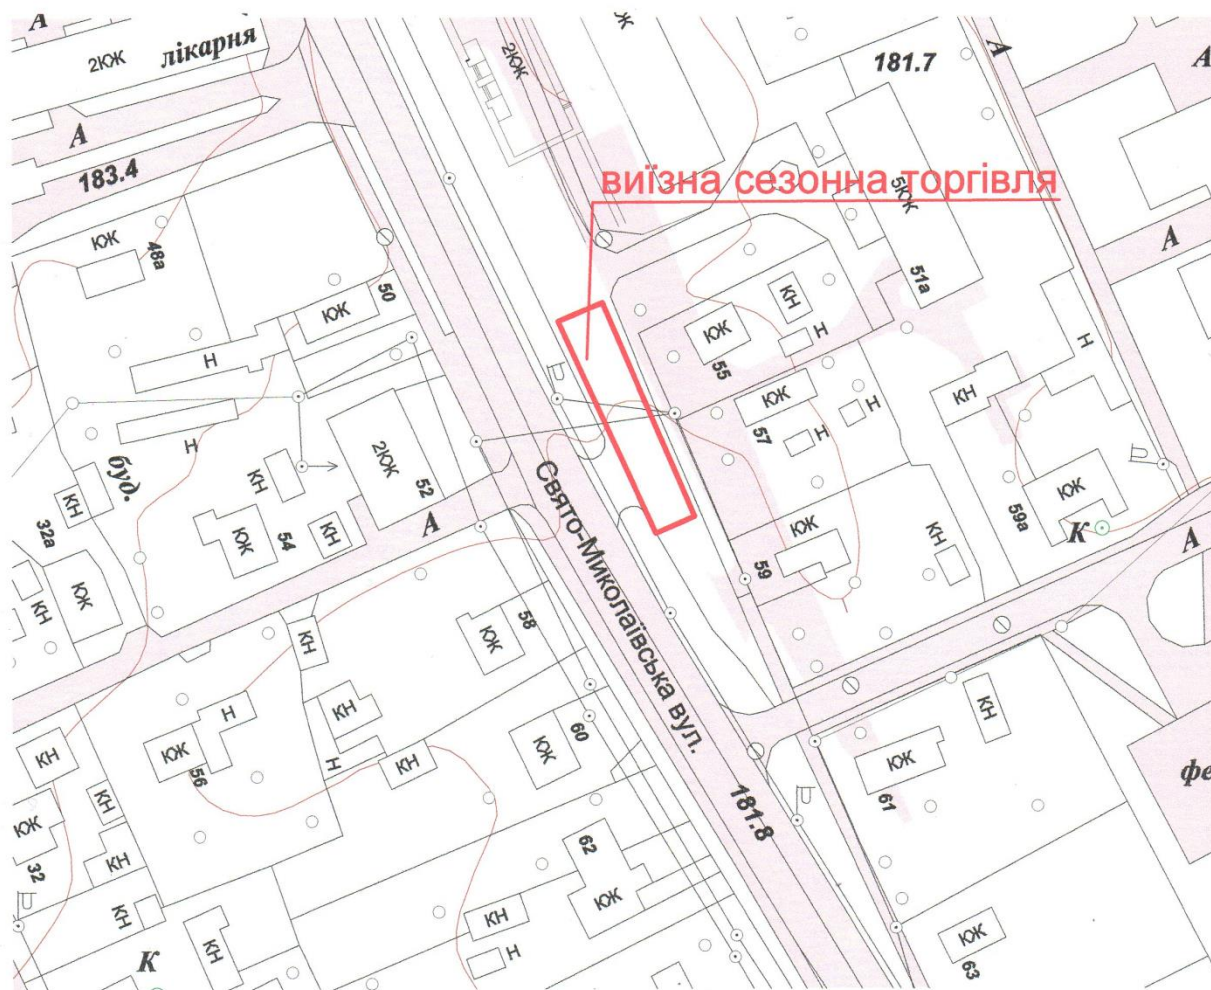 А
2КЖ
лікарня
А
183.4
КЖ
48а
2КЖ
Ж
181.7
А
А
виїзна сезонна торгівля
5КЖ
А
51а
50
КЖ
Н
КЖ
КН
Н
55
Н
КЖ
57
Н
Н
КН
Н
буд.
2КЖ
52
КН
КЖ
54
КН
А
32а
КН
КЖ
КН
Свято-Миколаївська вул.
КЖ
59
КН
КЖ
59а
К
А
58
КЖ
КН
КН
Н
Н
КЖ
56
КН
60
КЖ
КН
КН
КЖ
32
КН
КН
181.8
КН
КЖ
61
фе
62
КЖ
КН
Н
КН
К
КЖ
63